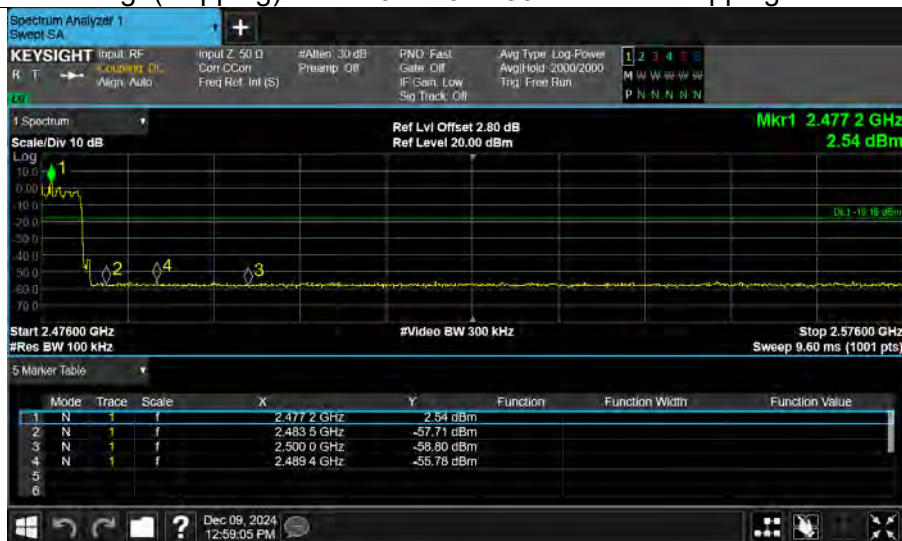 Spectrum Analyzer 1
Swept SA
+
KEYSIGHT Input: RF Input Z: 50 Ω #Atten: 30 dB PNO: Fast Avg Type: Log-Power 1 2 3 4 5 6
R T Coupling: DC Corr CCorr Preamp: Off Gate: Off Avg|Hold: 2000/2000 M W W W W W
Align: Auto Freq Ref: Int (S) IF Gain: Low Trig: Free Run
Sig Track: Off P N N N N N
1 Spectrum Ref Lvl Offset 2.80 dB Mkr1 2.477 2 GHz
Scale/Div 10 dB Ref Level 20.00 dBm 2.54 dBm
Log
10.0 1
0.00
-10.0
-20.0
-30.0
-40.0
-50.0 2 4 3
-60.0
-70.0
Start 2.47600 GHz #Video BW 300 kHz Stop 2.57600 GHz
#Res BW 100 kHz Sweep 9.60 ms (1001 pts)
5 Marker Table
Mode Trace Scale X Y Function Function Width Function Value
1 N 1 f 2.477 2 GHz 2.54 dBm
2 N 1 f 2.483 5 GHz -57.71 dBm
3 N 1 f 2.500 0 GHz -58.80 dBm
4 N 1 f 2.489 4 GHz -55.78 dBm
5
6
? Dec 09, 2024
12:59:05 PM